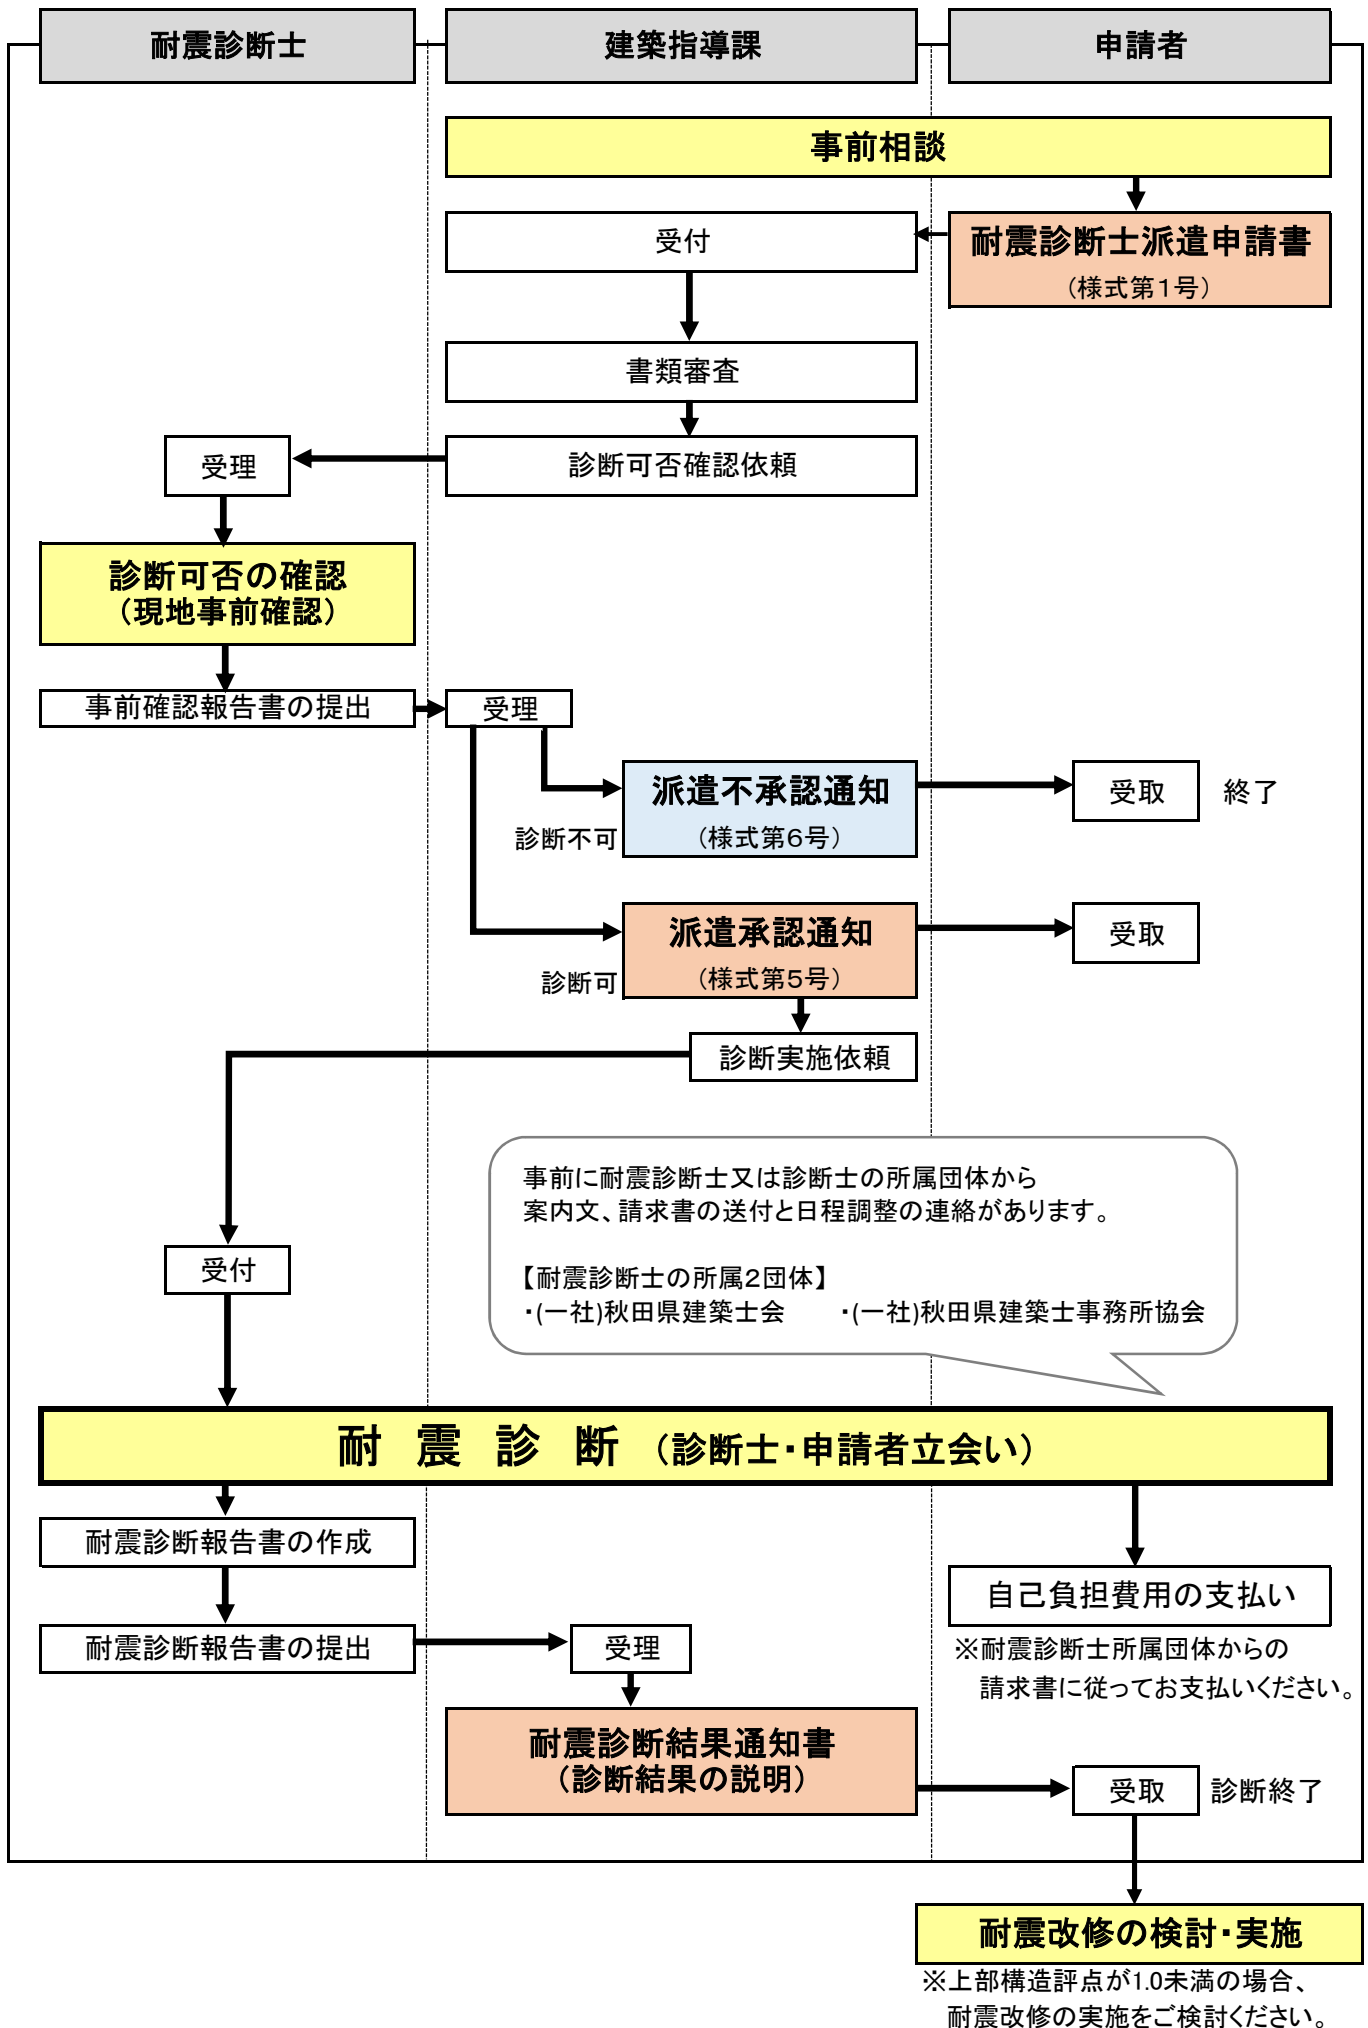 耐震診断士
建築指導課
申請者
事前相談
受付
耐震診断士派遣申請書
（様式第１号）
書類審査
診断可否確認依頼
受理
診断可否の確認
（現地事前確認）
事前確認報告書の提出
受理
派遣不承認通知
（様式第６号）
診断不可
受取
終了
派遣承認通知
（様式第５号）
診断可
受取
診断実施依頼
事前に耐震診断士又は診断士の所属団体から
案内文、請求書の送付と日程調整の連絡があります。
【耐震診断士の所属２団体】
・(一社)秋田県建築士会　　・(一社)秋田県建築士事務所協会
受付
耐　震　診　断　（診断士・申請者立会い）
耐震診断報告書の作成
自己負担費用の支払い
※耐震診断士所属団体からの
請求書に従ってお支払いください。
耐震診断報告書の提出
受理
耐震診断結果通知書
（診断結果の説明）
受取
診断終了
耐震改修の検討・実施
※上部構造評点が1.0未満の場合、
耐震改修の実施をご検討ください。